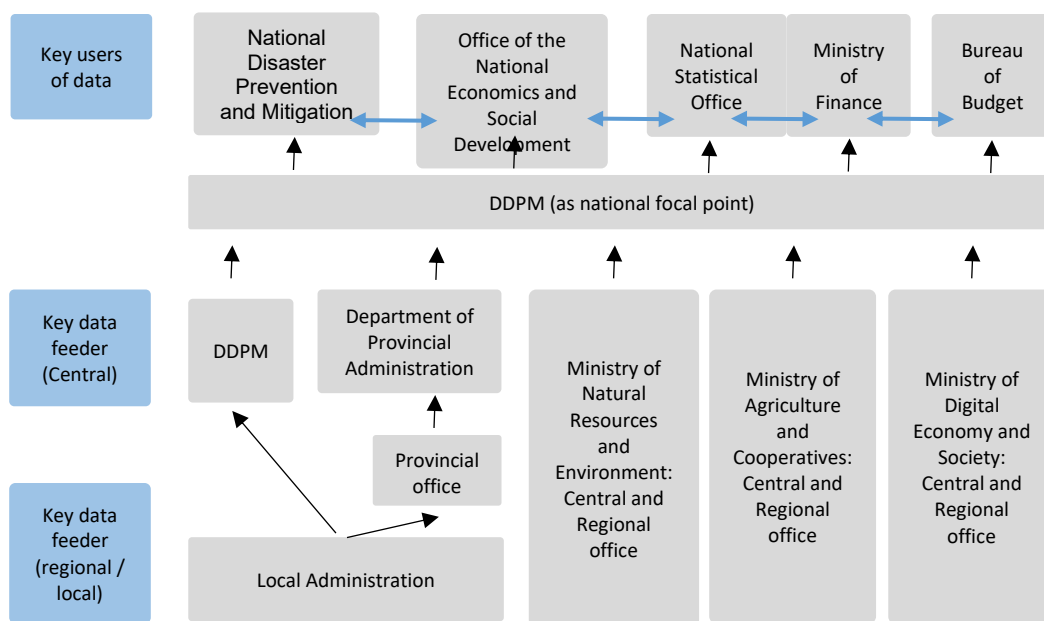 Key users
of data
National
Disaster
Prevention
and Mitigation
Office of the
National
Economics and
Social
Development
National
Statistical
Office
Ministry
of
Finance
Bureau
of
Budget
DDPM (as national focal point)
Key data
feeder
(Central)
DDPM
Department of
Provincial
Administration
Ministry of
Natural
Resources
and
Environment:
Central and
Regional
office
Ministry of
Agriculture
and
Cooperatives:
Central and
Regional
office
Ministry of
Digital
Economy and
Society:
Central and
Regional
office
Provincial
office
Key data
feeder
(regional /
local)
Local Administration